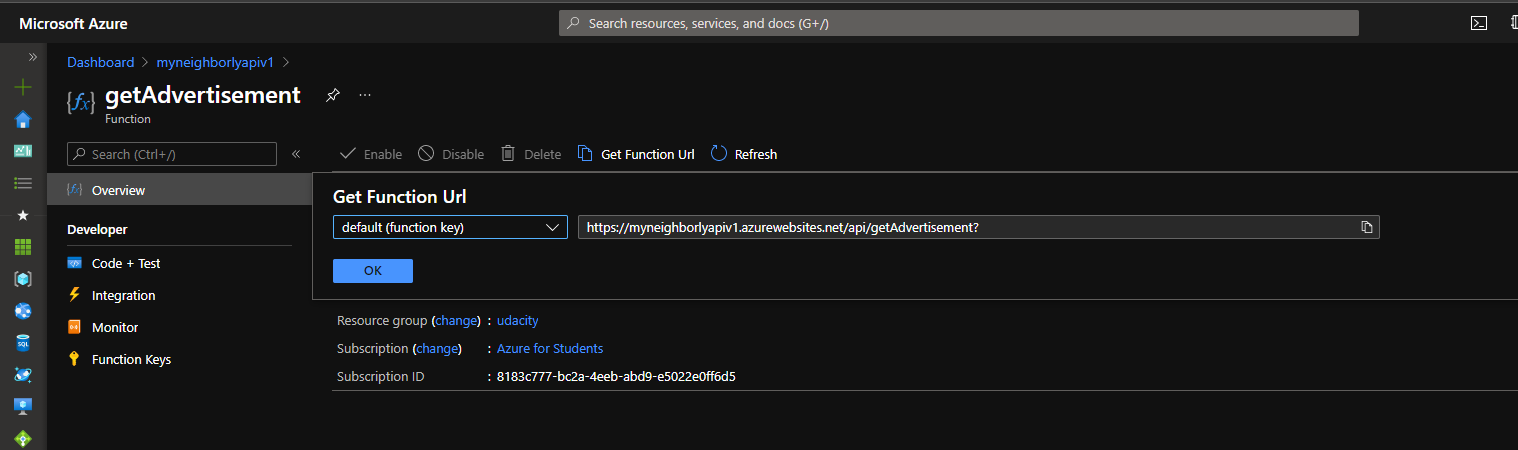 Microsoft Azure
Search resources, services, and docs (G+/)
Dashboard > myneighborlyapiv1 >
{fx} getAdvertisement ...
Function
Search (Ctrl+/) «
Enable Disable Delete Get Function Url Refresh
{fx} Overview
Get Function Url
default (function key) https://myneighborlyapiv1.azurewebsites.net/api/getAdvertisement?
OK
Developer
Code + Test
Integration
Monitor
Function Keys
Resource group (change) : udacity
Subscription (change) : Azure for Students
Subscription ID : 8183c777-bc2a-4eeb-abd9-e5022e0ff6d5
SQL